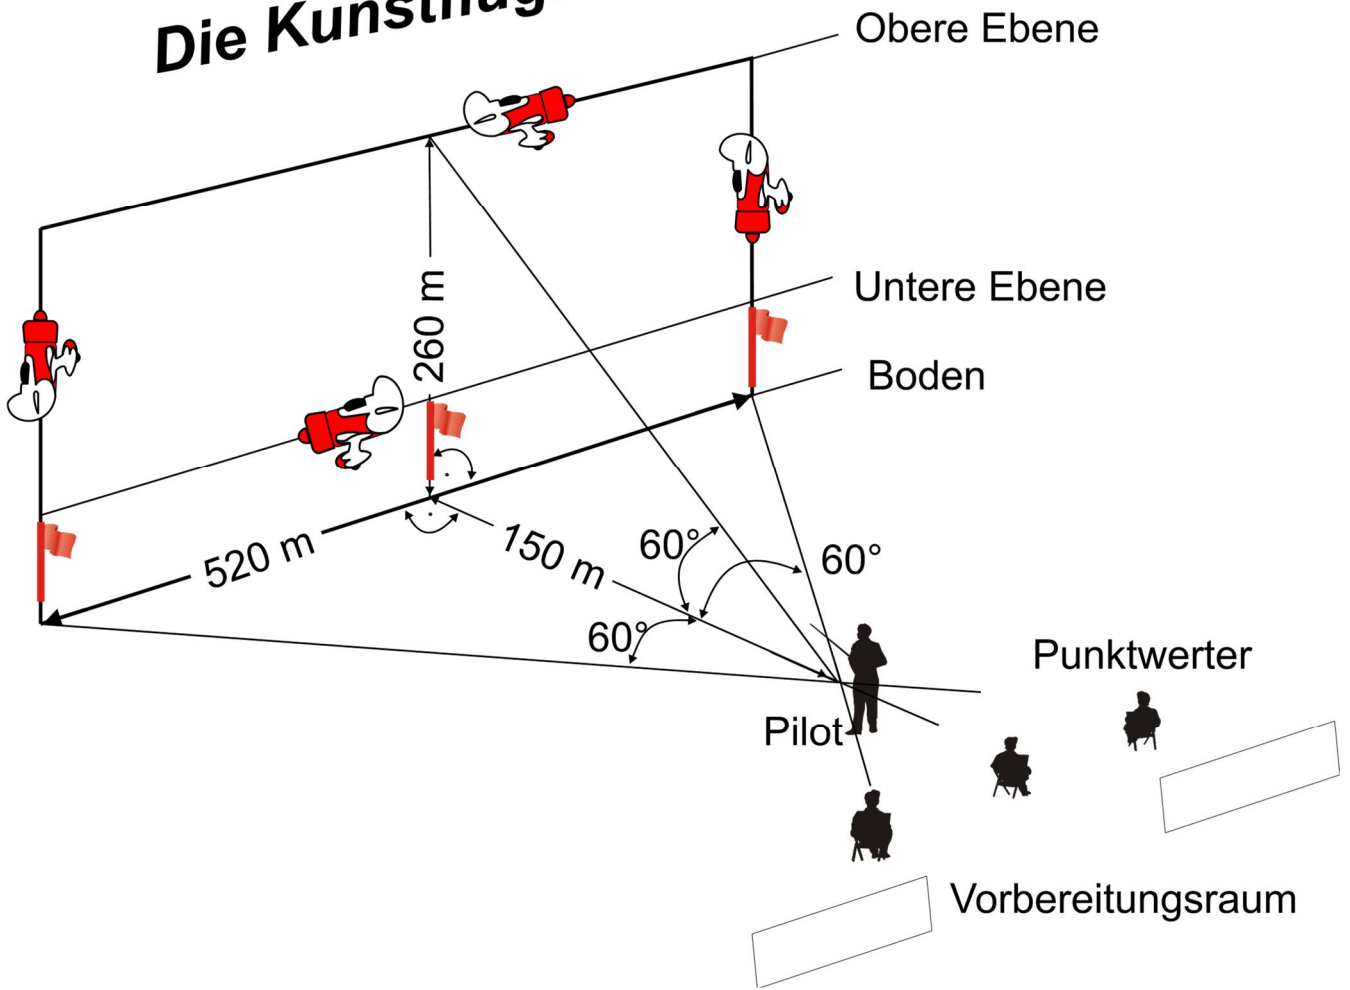 Die
Obere Ebene
260 m
Untere Ebene
Boden
520 m
150 m
60°
60°
60°
Punktwerter
Pilot
Vorbereitungsraum